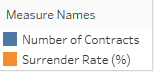 Measure Names
Number of Contracts
Surrender Rate (%)